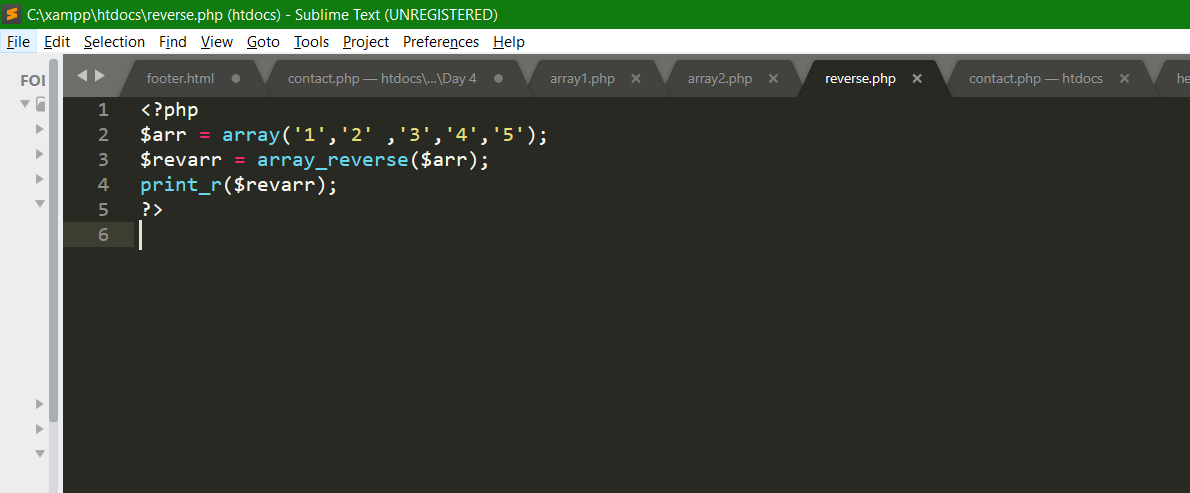 C:\xampp\htdocs\reverse.php (htdocs) - Sublime Text (UNREGISTERED)
File Edit Selection Find View Goto Tools Project Preferences Help
FOL
footer.html contact.php — htdocs\...\Day 4 array1.php array2.php reverse.php contact.php — htdocs he
1 <?php
2 $arr = array('1','2' ,'3','4','5');
3 $revarr = array_reverse($arr);
4 print_r($revarr);
5 ?>
6